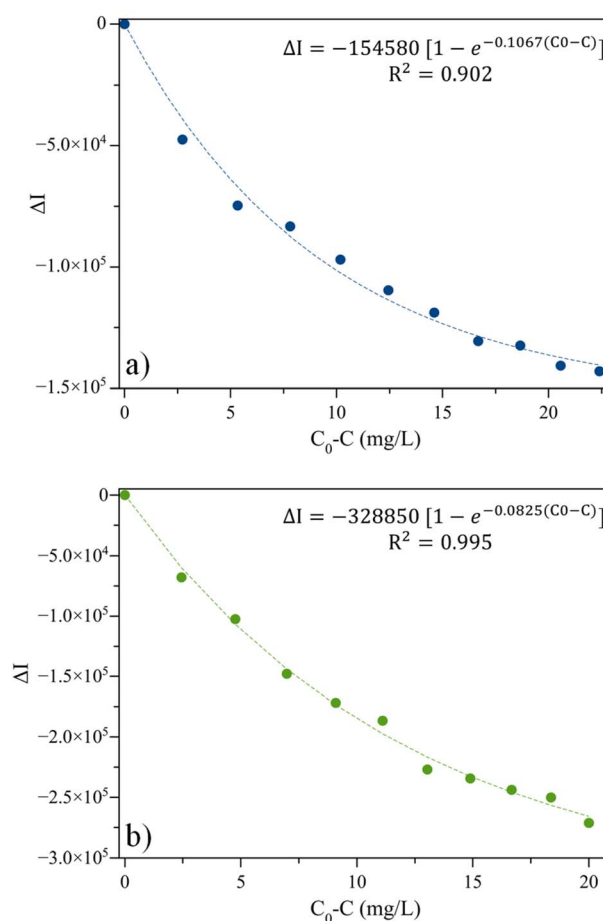 0
ΔI = −154580 [1 − e^−0.1067(C0−C)]
R² = 0.902
−5.0×10⁴
ΔI
−1.0×10⁵
a)
−1.5×10⁵
0 5 10 15 20
C₀-C (mg/L)
0
ΔI = −328850 [1 − e^−0.0825(C0−C)]
R² = 0.995
−5.0×10⁴
−1.0×10⁵
ΔI
−1.5×10⁵
−2.0×10⁵
−2.5×10⁵
b)
−3.0×10⁵
0 5 10 15 20
C₀-C (mg/L)